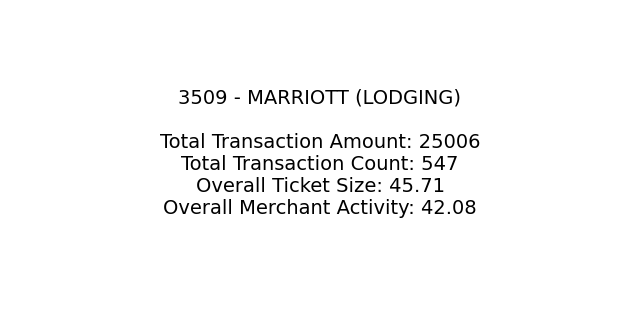 3509 - MARRIOTT (LODGING)
Total Transaction Amount: 25006
Total Transaction Count: 547
Overall Ticket Size: 45.71
Overall Merchant Activity: 42.08